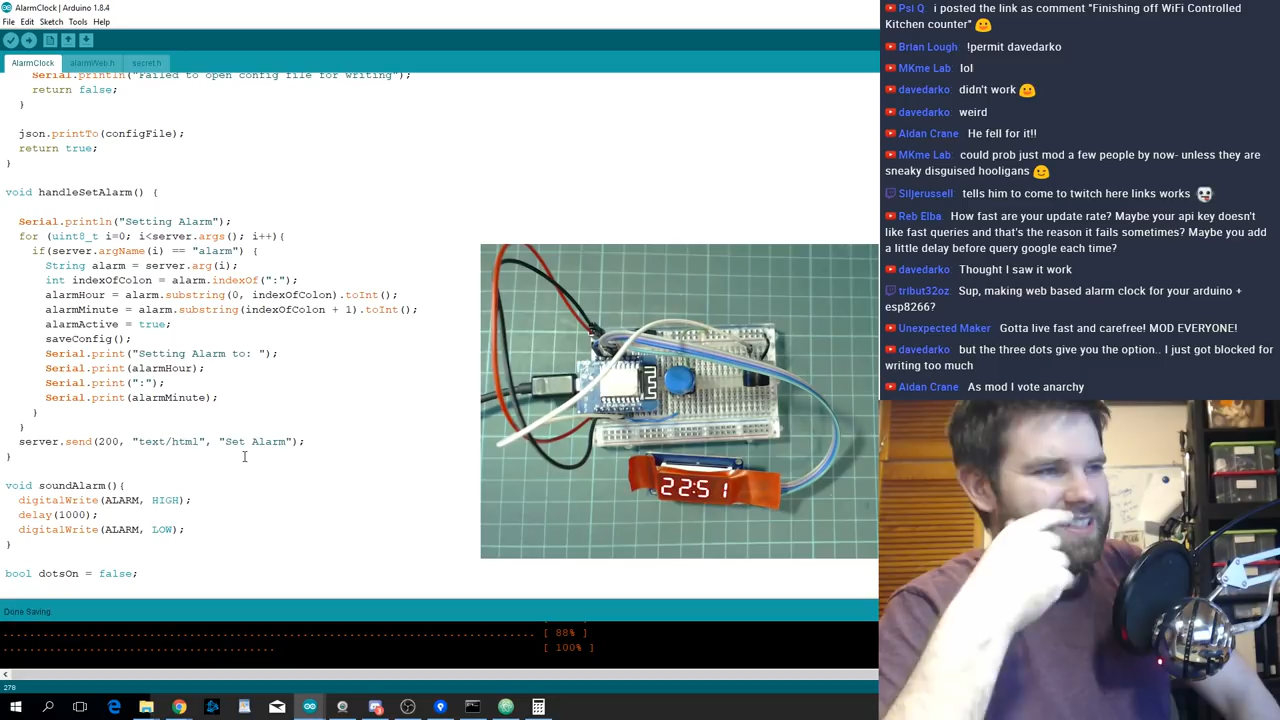 AlarmClock | Arduino 1.8.4
File Edit Sketch Tools Help
AlarmClock alarmWeb.h secret.h
Serial.println("Failed to open config file for writing");
return false;
}
json.printTo(configFile);
return true;
}
void handleSetAlarm() {
Serial.println("Setting Alarm");
for (uint8_t i=0; i<server.args(); i++){
if(server.argName(i) == "alarm") {
String alarm = server.arg(i);
int indexOfColon = alarm.indexOf(":");
alarmHour = alarm.substring(0, indexOfColon).toInt();
alarmMinute = alarm.substring(indexOfColon + 1).toInt();
alarmActive = true;
saveConfig();
Serial.print("Setting Alarm to: ");
Serial.print(alarmHour);
Serial.print(":");
Serial.print(alarmMinute);
}
}
server.send(200, "text/html", "Set Alarm");
}
void soundAlarm(){
digitalWrite(ALARM, HIGH);
delay(1000);
digitalWrite(ALARM, LOW);
}
bool dotsOn = false;
Done Saving.
[ 88% ]
[ 100% ]
278
22:51
Psi Q: i posted the link as comment "Finishing off WiFi Controlled
Kitchen counter"
Brian Lough !permit davedarko
MKme Lab lol
davedarko didn't work
davedarko weird
Aldan Crane He fell for it!!
MKme Lab could prob just mod a few people by now- unless they are
sneaky disguised hooligans
Siljerussell tells him to come to twitch here links works
Reb Elba: How fast are your update rate? Maybe your api key doesn't
like fast queries and that's the reason it fails sometimes? Maybe you add
a little delay before query google each time?
davedarko Thought I saw it work
tribut32oz Sup, making web based alarm clock for your arduino +
esp8266?
Unexpected Maker Gotta live fast and carefree! MOD EVERYONE!
davedarko but the three dots give you the option.. I just got blocked for
writing too much
Aldan Crane As mod I vote anarchy